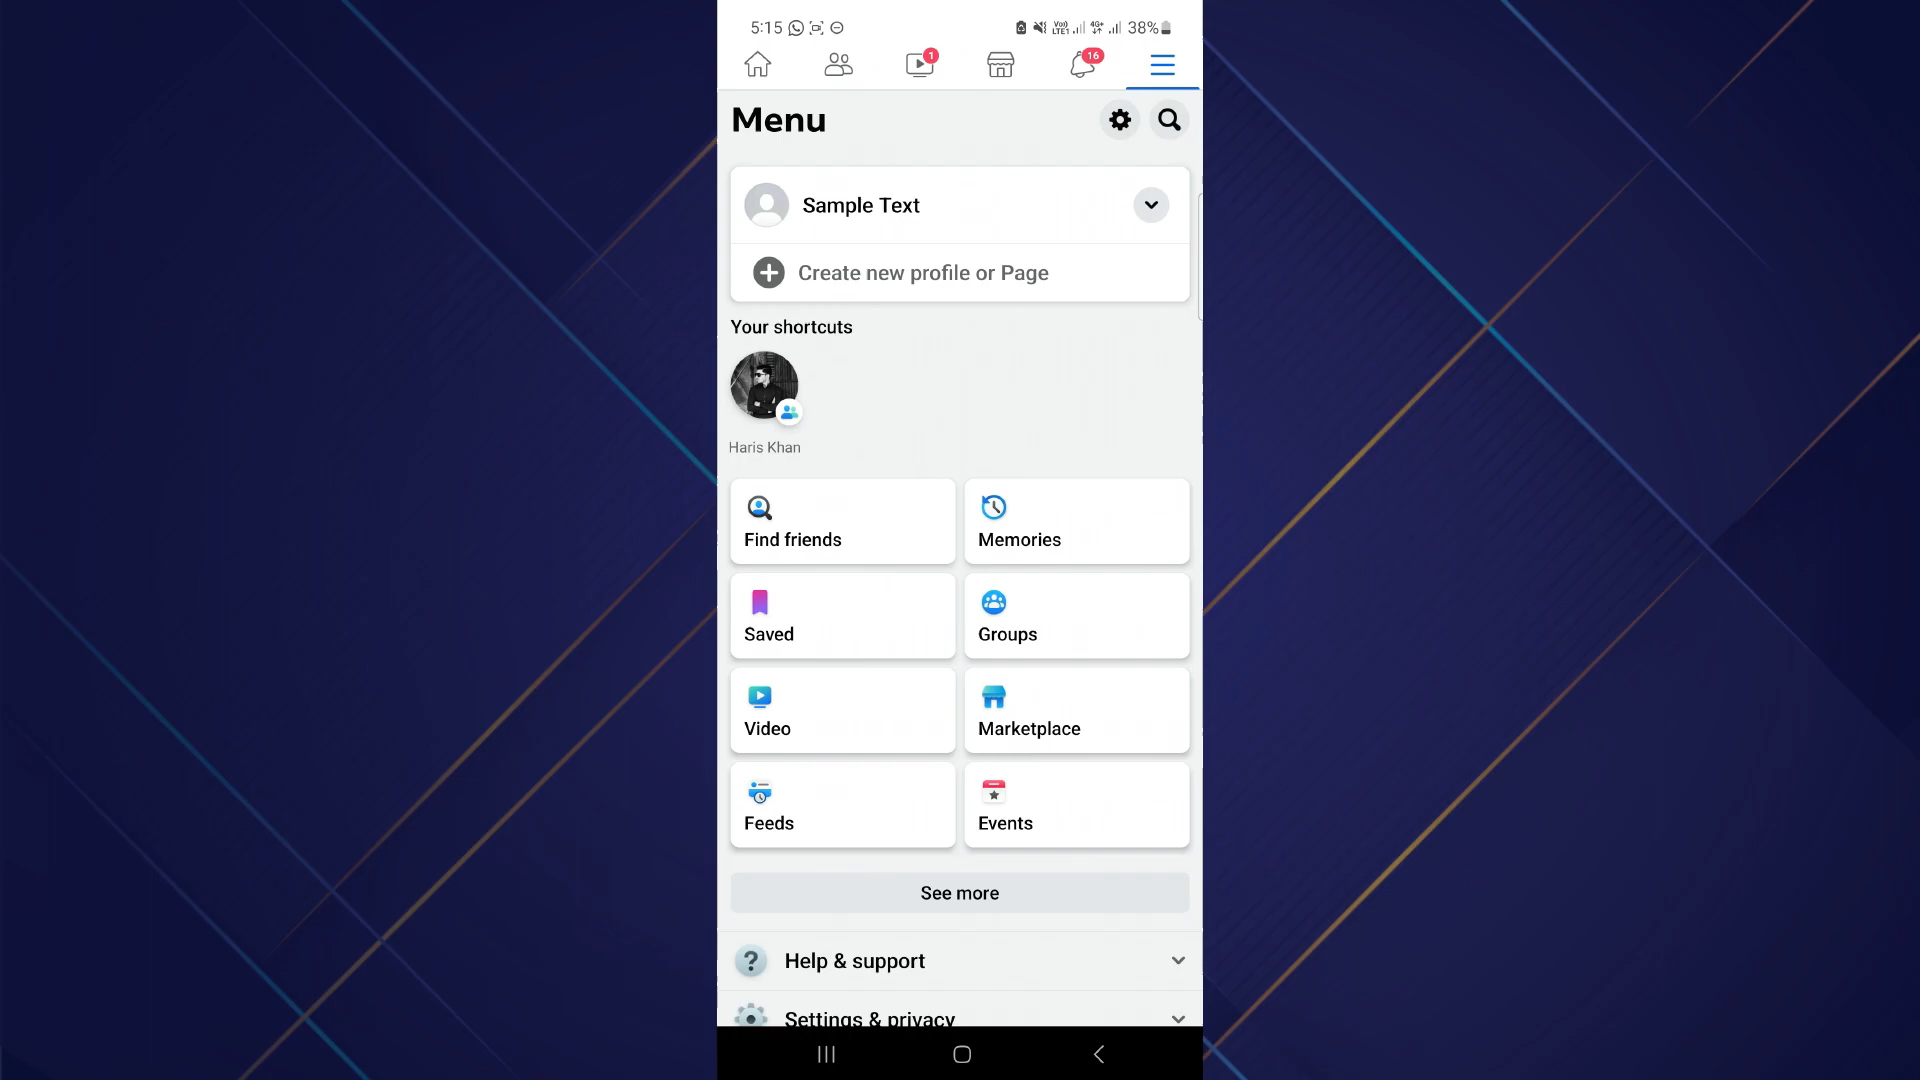 5:15 38%
1
16
Menu
Sample Text
Create new profile or Page
Your shortcuts
Haris Khan
Find friends Memories
Saved Groups
Video Marketplace
Feeds Events
See more
? Help & support
Settings & privacy